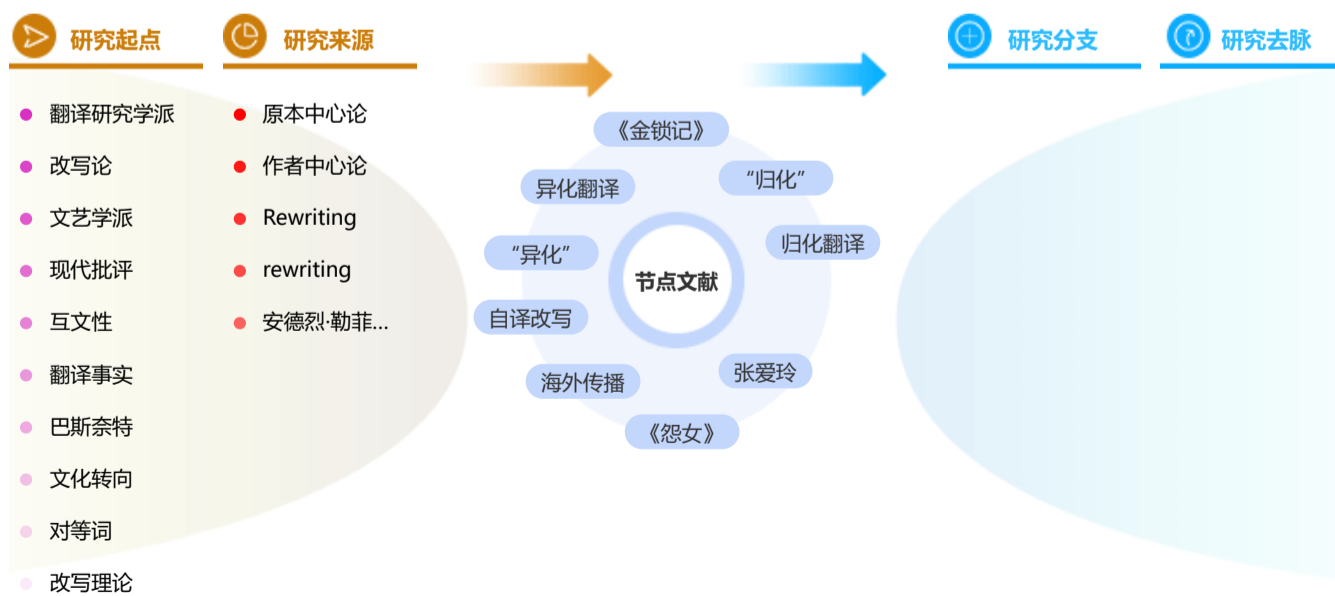 研究起点
研究来源
研究分支
研究去脉
翻译研究学派
改写论
文艺学派
现代批评
互文性
翻译事实
巴斯奈特
文化转向
对等词
改写理论
原本中心论
作者中心论
Rewriting
rewriting
安德烈·勒菲...
《金锁记》
异化翻译
“归化”
“异化”
归化翻译
节点文献
自译改写
海外传播
张爱玲
《怨女》